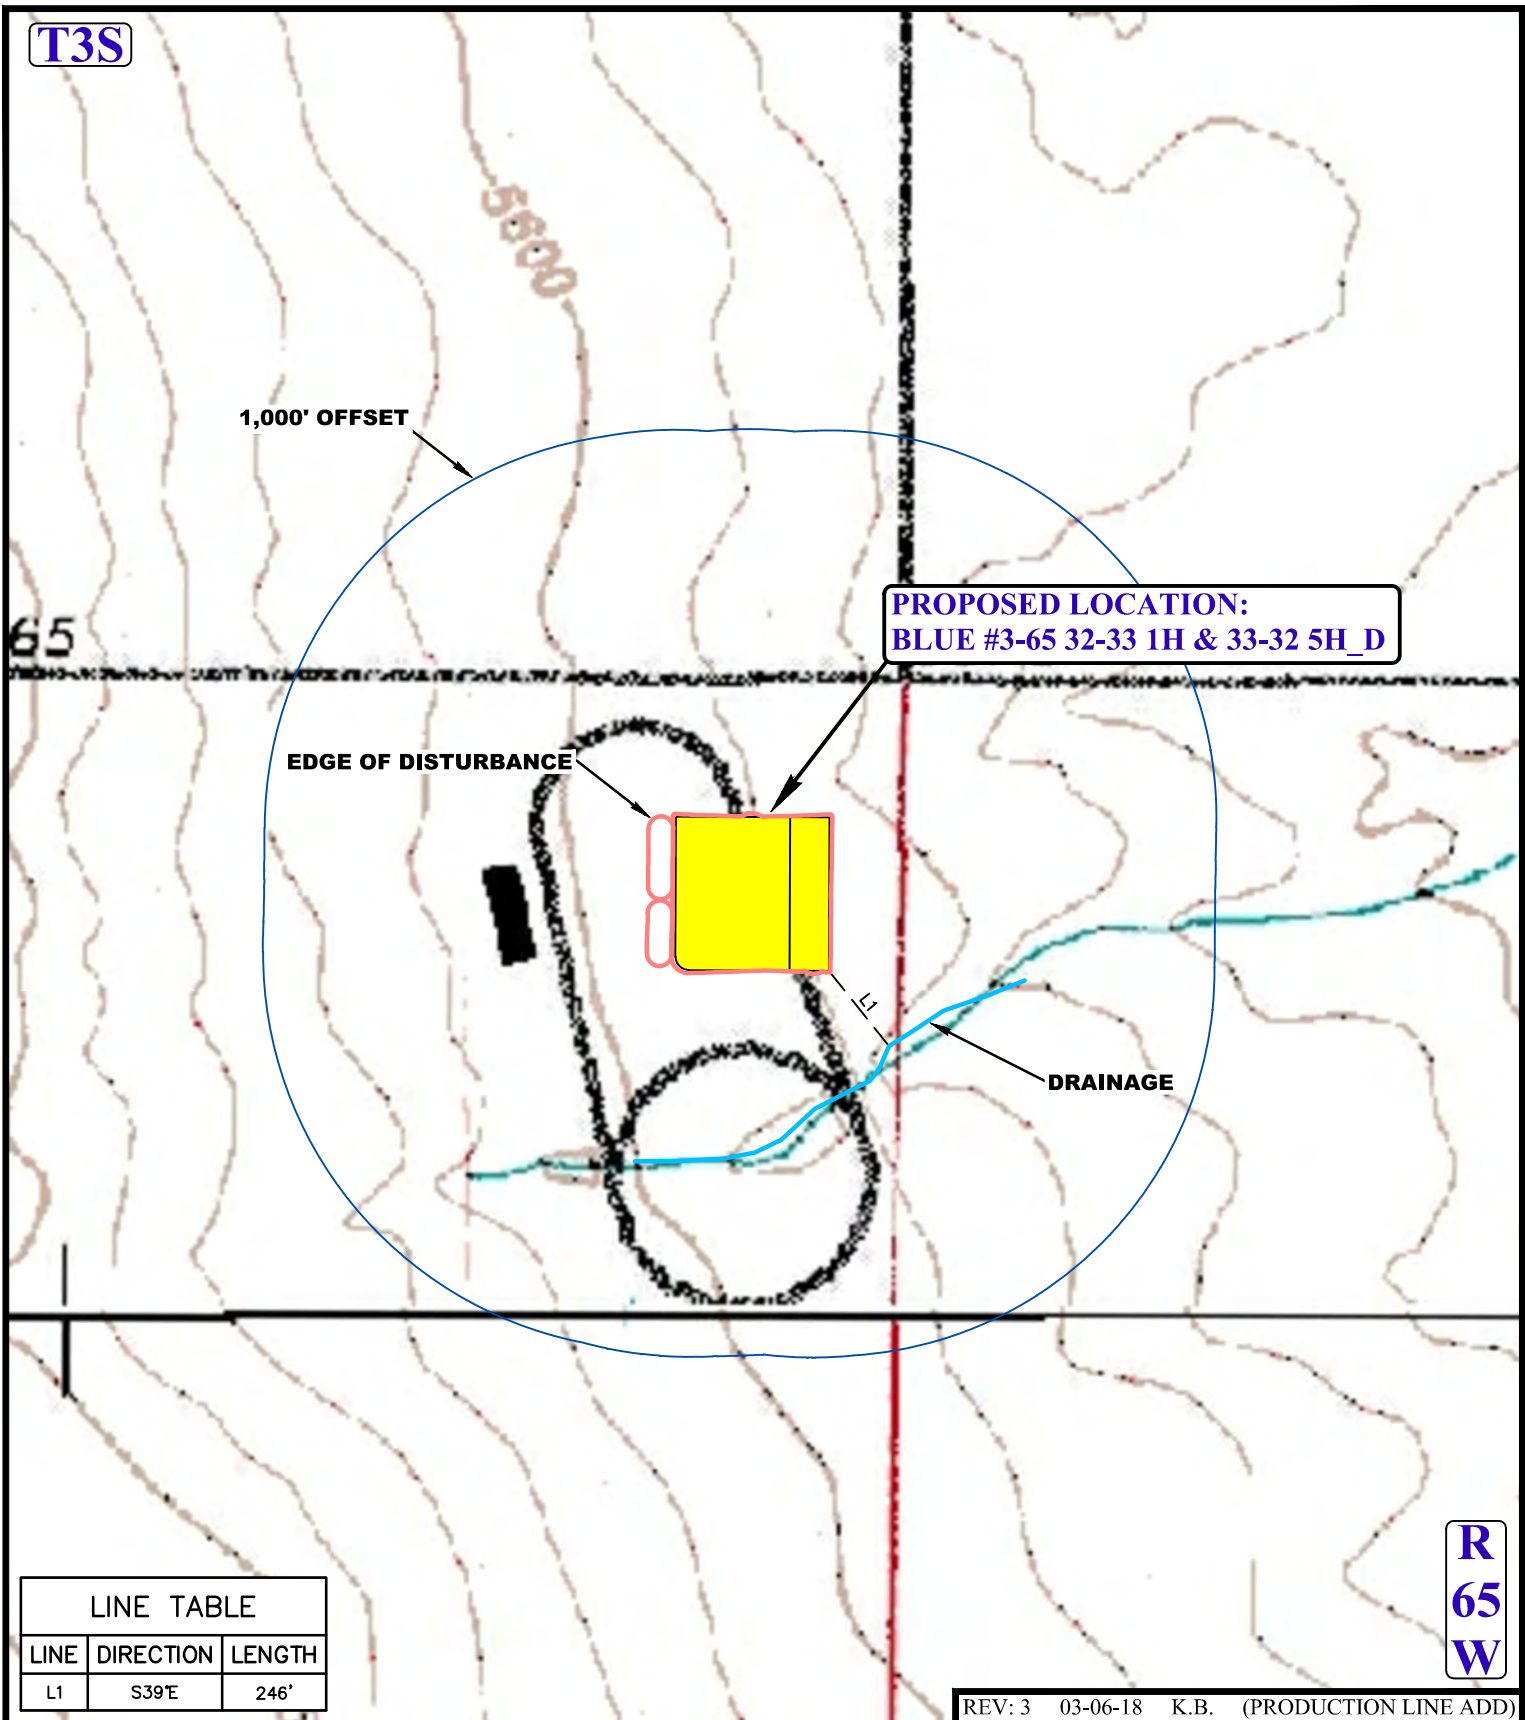 T3S
5600
1,000' OFFSET
PROPOSED LOCATION:
BLUE #3-65 32-33 1H & 33-32 5H_D
65
EDGE OF DISTURBANCE
L1
DRAINAGE
R
65
W
LINE TABLE
LINE DIRECTION LENGTH
L1 S39°E 246'
REV: 3 03-06-18 K.B. (PRODUCTION LINE ADD)